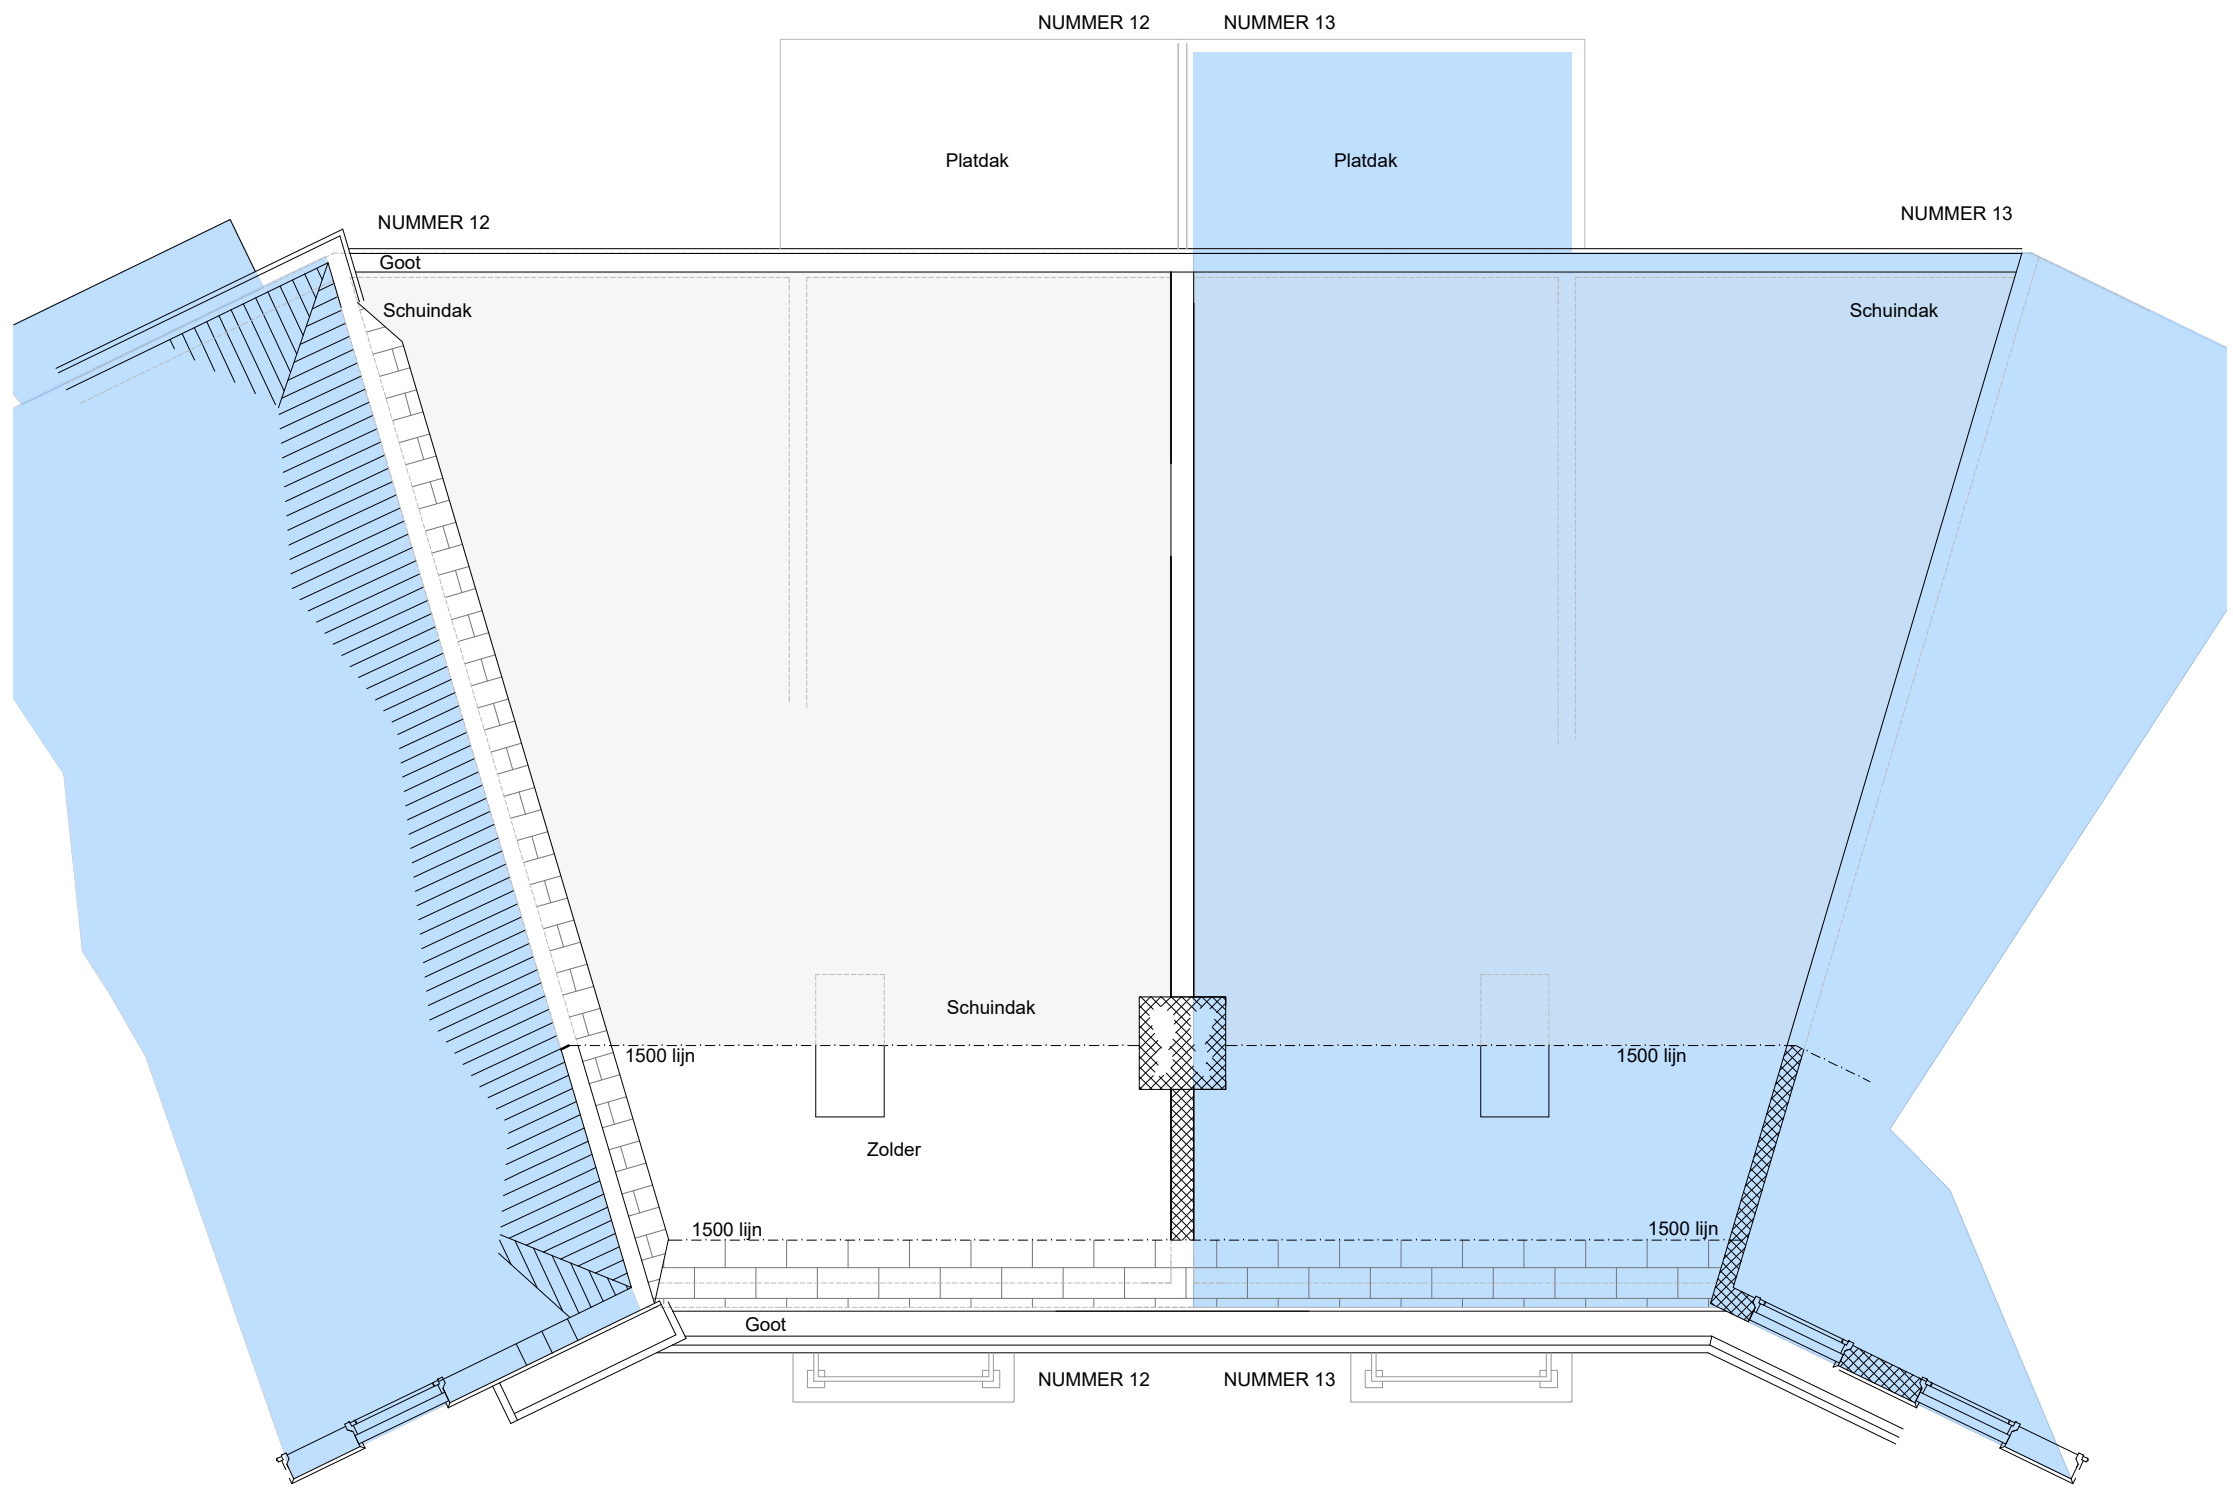 NUMMER 12
NUMMER 13
Platdak
Platdak
NUMMER 12
NUMMER 13
Goot
Schuindak
Schuindak
Schuindak
1500 lijn
1500 lijn
Zolder
1500 lijn
1500 lijn
Goot
NUMMER 12
NUMMER 13